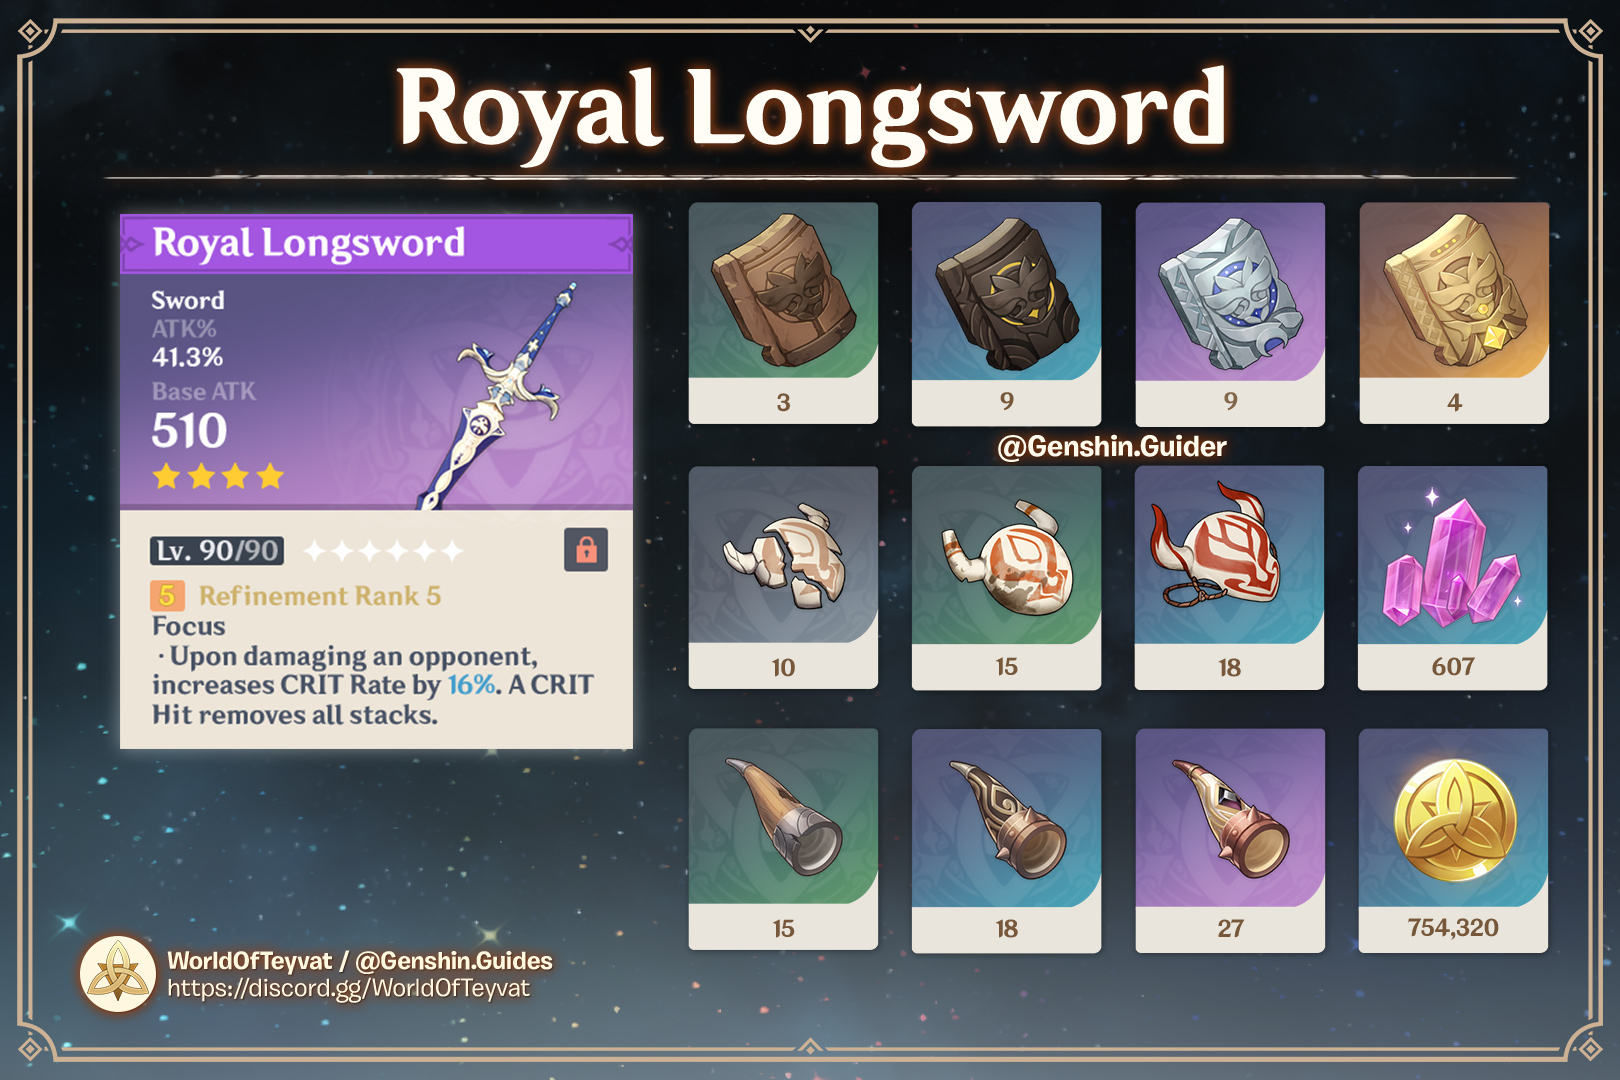 Royal Longsword
Royal Longsword
Sword
ATK%
41.3%
Base ATK
510
Lv. 90/90
5 Refinement Rank 5
Focus
· Upon damaging an opponent,
increases CRIT Rate by 16%. A CRIT
Hit removes all stacks.
3
9
9
4
@Genshin.Guider
10
15
18
607
15
18
27
754,320
WorldOfTeyvat / @Genshin.Guides
https://discord.gg/WorldOfTeyvat